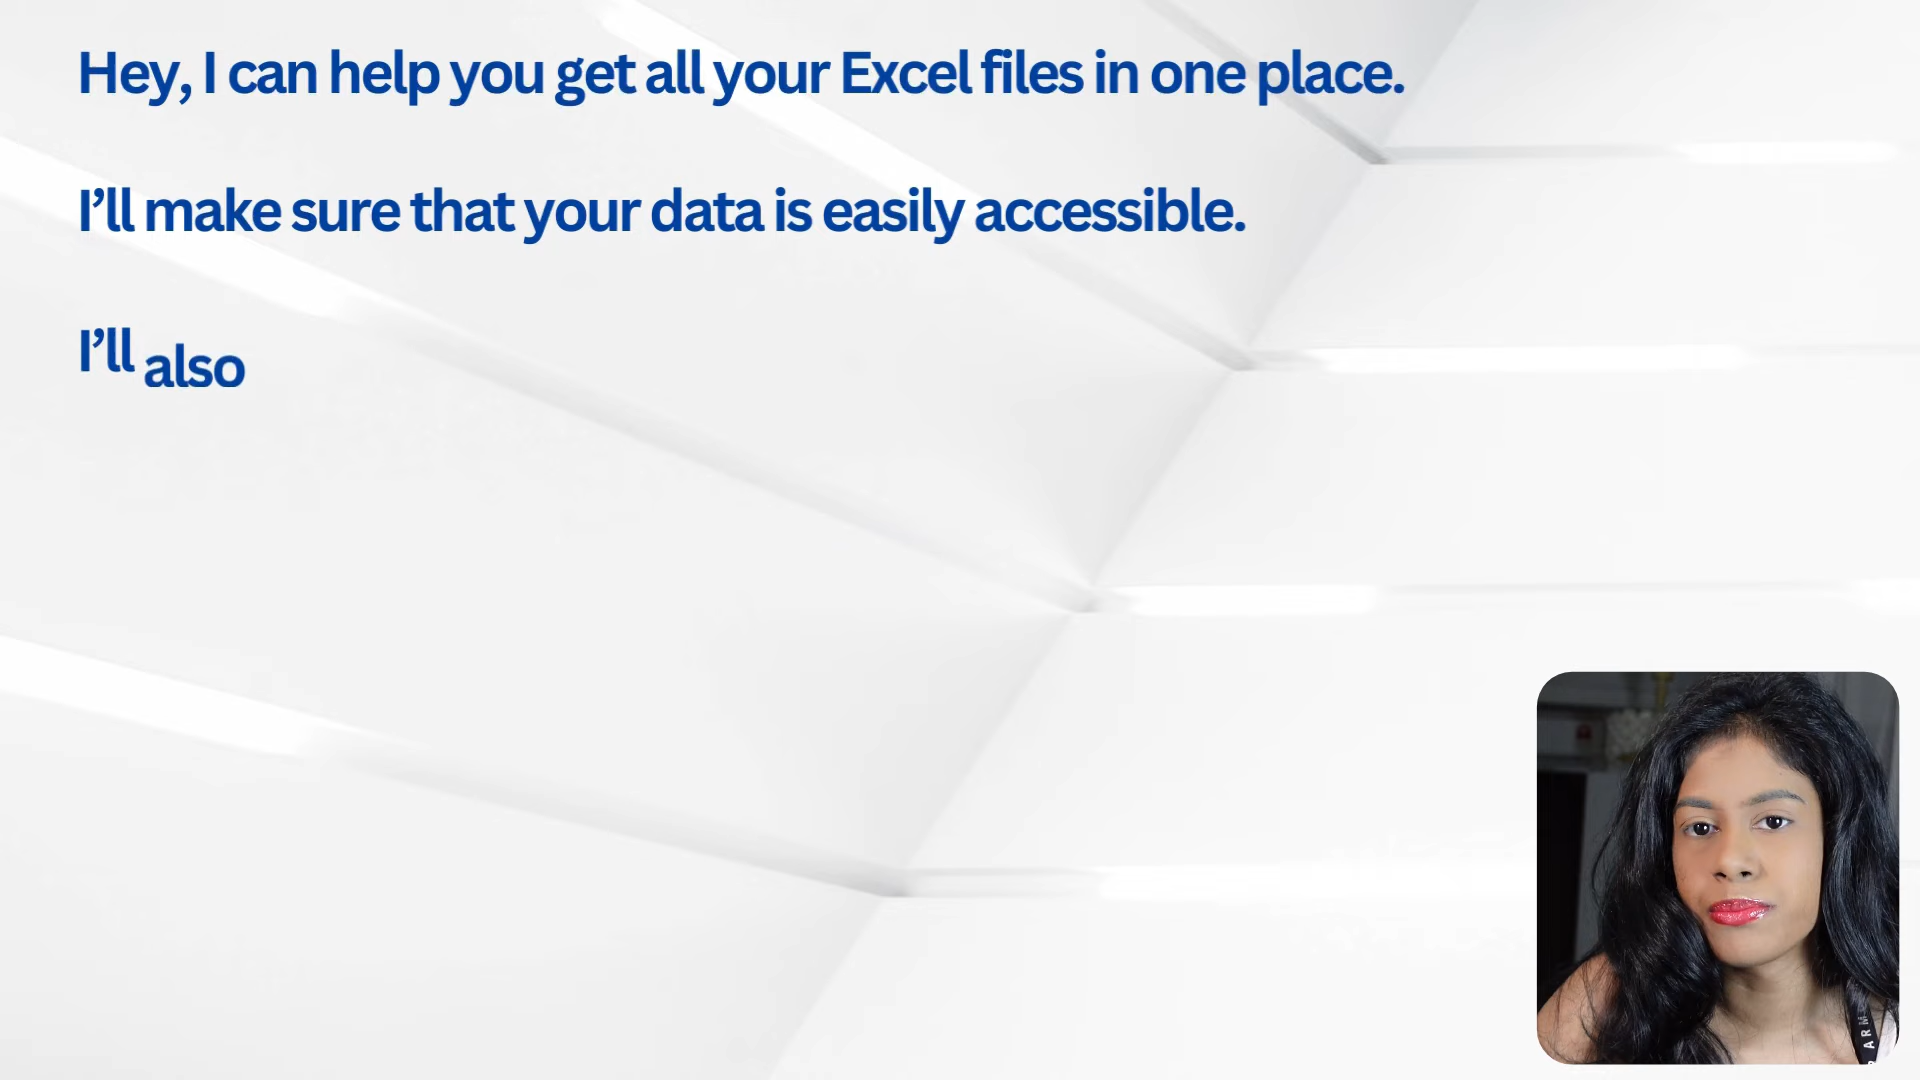 Hey, I can help you get all your Excel files in one place.
I’ll make sure that your data is easily accessible.
I’ll also